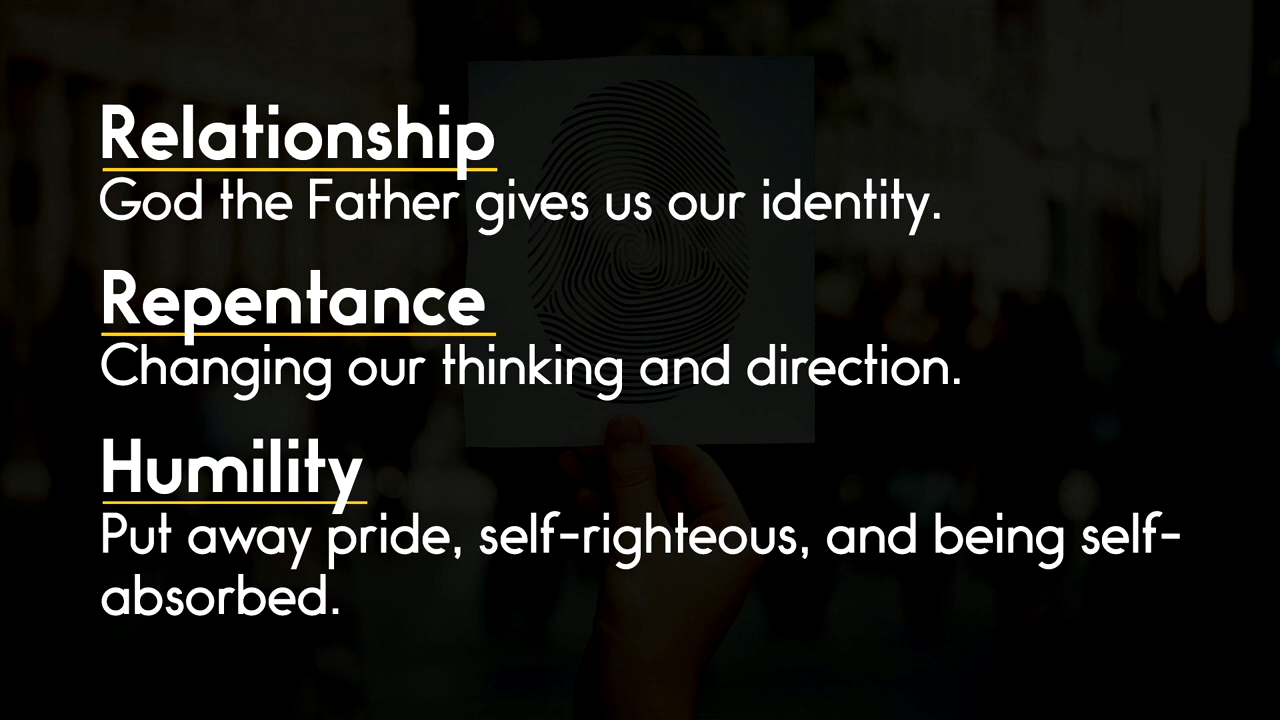 Relationship
God the Father gives us our identity.
Repentance
Changing our thinking and direction.
Humility
Put away pride, self-righteous, and being self-
absorbed.